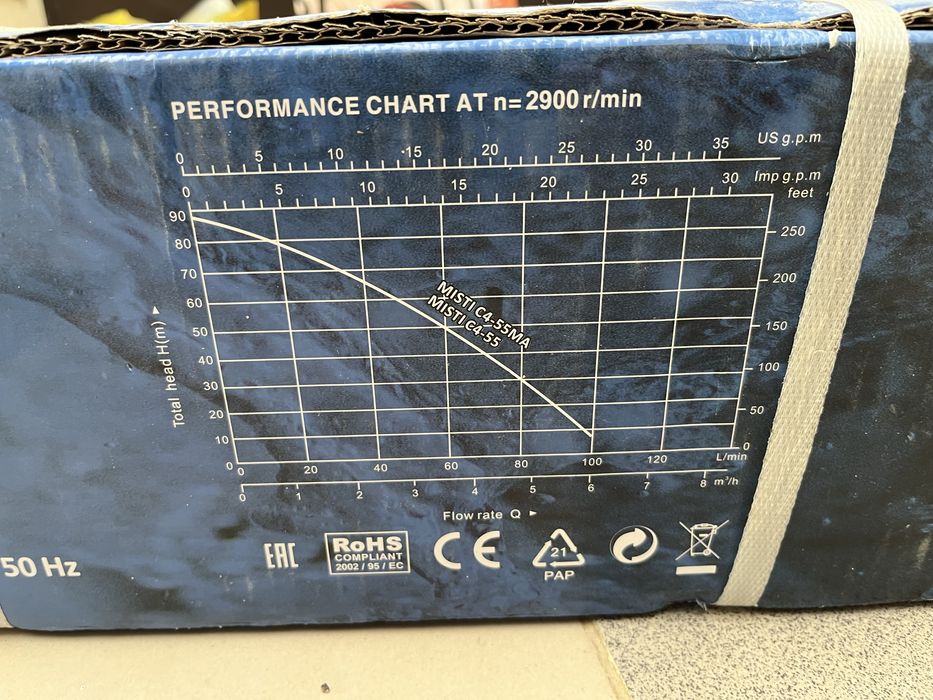 PERFORMANCE CHART AT n= 2900 r/min
0 5 10 15 20 25 30 35 US g.p.m
0 5 10 15 20 25 30 Imp g.p.m
feet
90
80
70
60
50
40
30
20
10
0
Total head H(m)
MISTI C4-55MA
MISTI C4-55
250
200
150
100
50
0
0 20 40 60 80 100 120 L/min
0 1 2 3 4 5 6 7 8 m³/h
Flow rate Q
50 Hz
EAC
RoHS
COMPLIANT
2002 / 95 / EC
CE
21
PAP